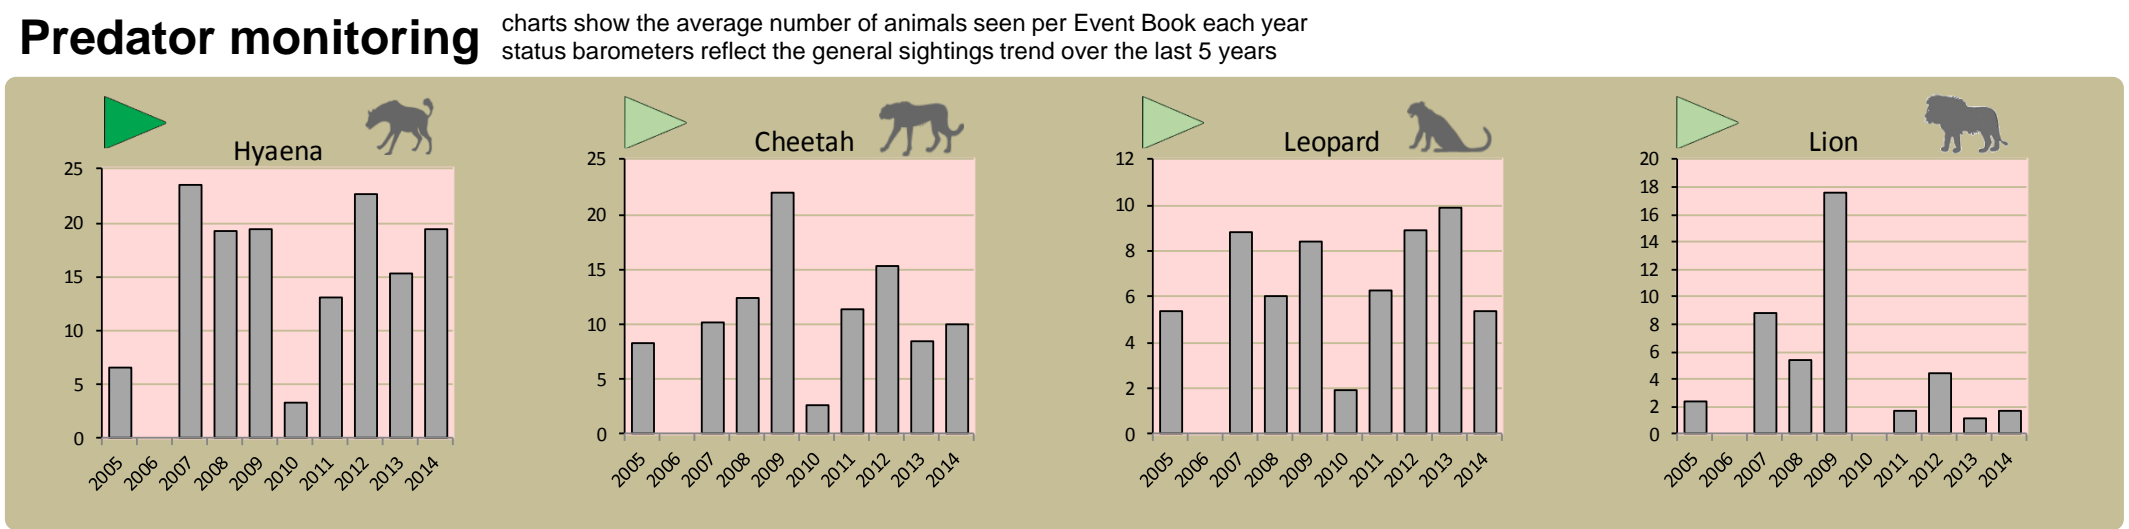 Predator monitoring
charts show the average number of animals seen per Event Book each year
status barometers reflect the general sightings trend over the last 5 years
Hyaena
25
20
15
10
5
0
2005 2006 2007 2008 2009 2010 2011 2012 2013 2014
Cheetah
25
20
15
10
5
0
2005 2006 2007 2008 2009 2010 2011 2012 2013 2014
Leopard
12
10
8
6
4
2
0
2005 2006 2007 2008 2009 2010 2011 2012 2013 2014
Lion
20
18
16
14
12
10
8
6
4
2
0
2005 2006 2007 2008 2009 2010 2011 2012 2013 2014